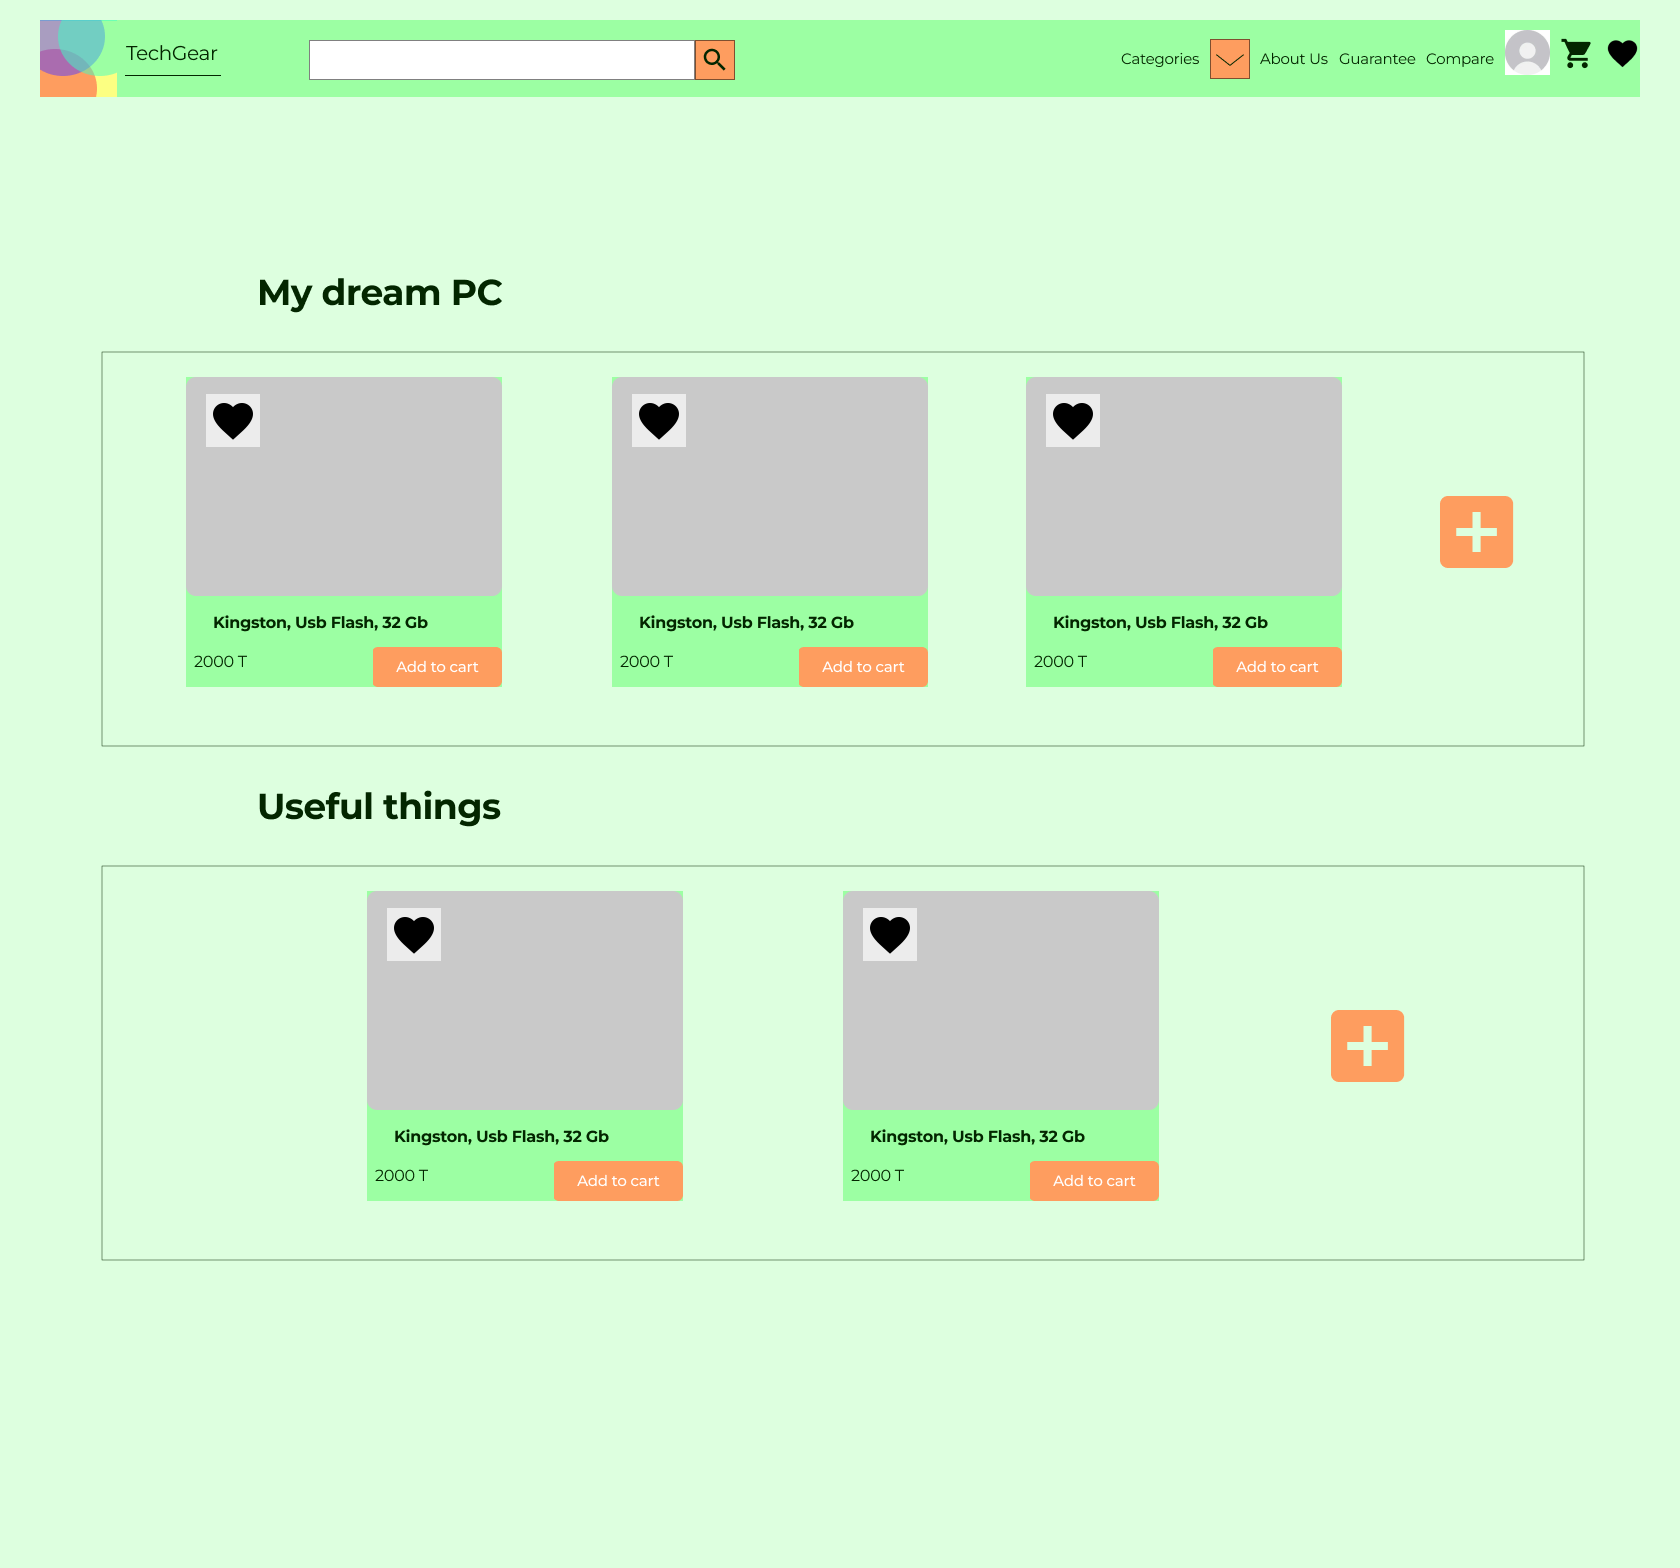 TechGear
Categories
About Us
Guarantee
Compare
My dream PC
Kingston, Usb Flash, 32 Gb
2000 T
Add to cart
Kingston, Usb Flash, 32 Gb
2000 T
Add to cart
Kingston, Usb Flash, 32 Gb
2000 T
Add to cart
Useful things
Kingston, Usb Flash, 32 Gb
2000 T
Add to cart
Kingston, Usb Flash, 32 Gb
2000 T
Add to cart